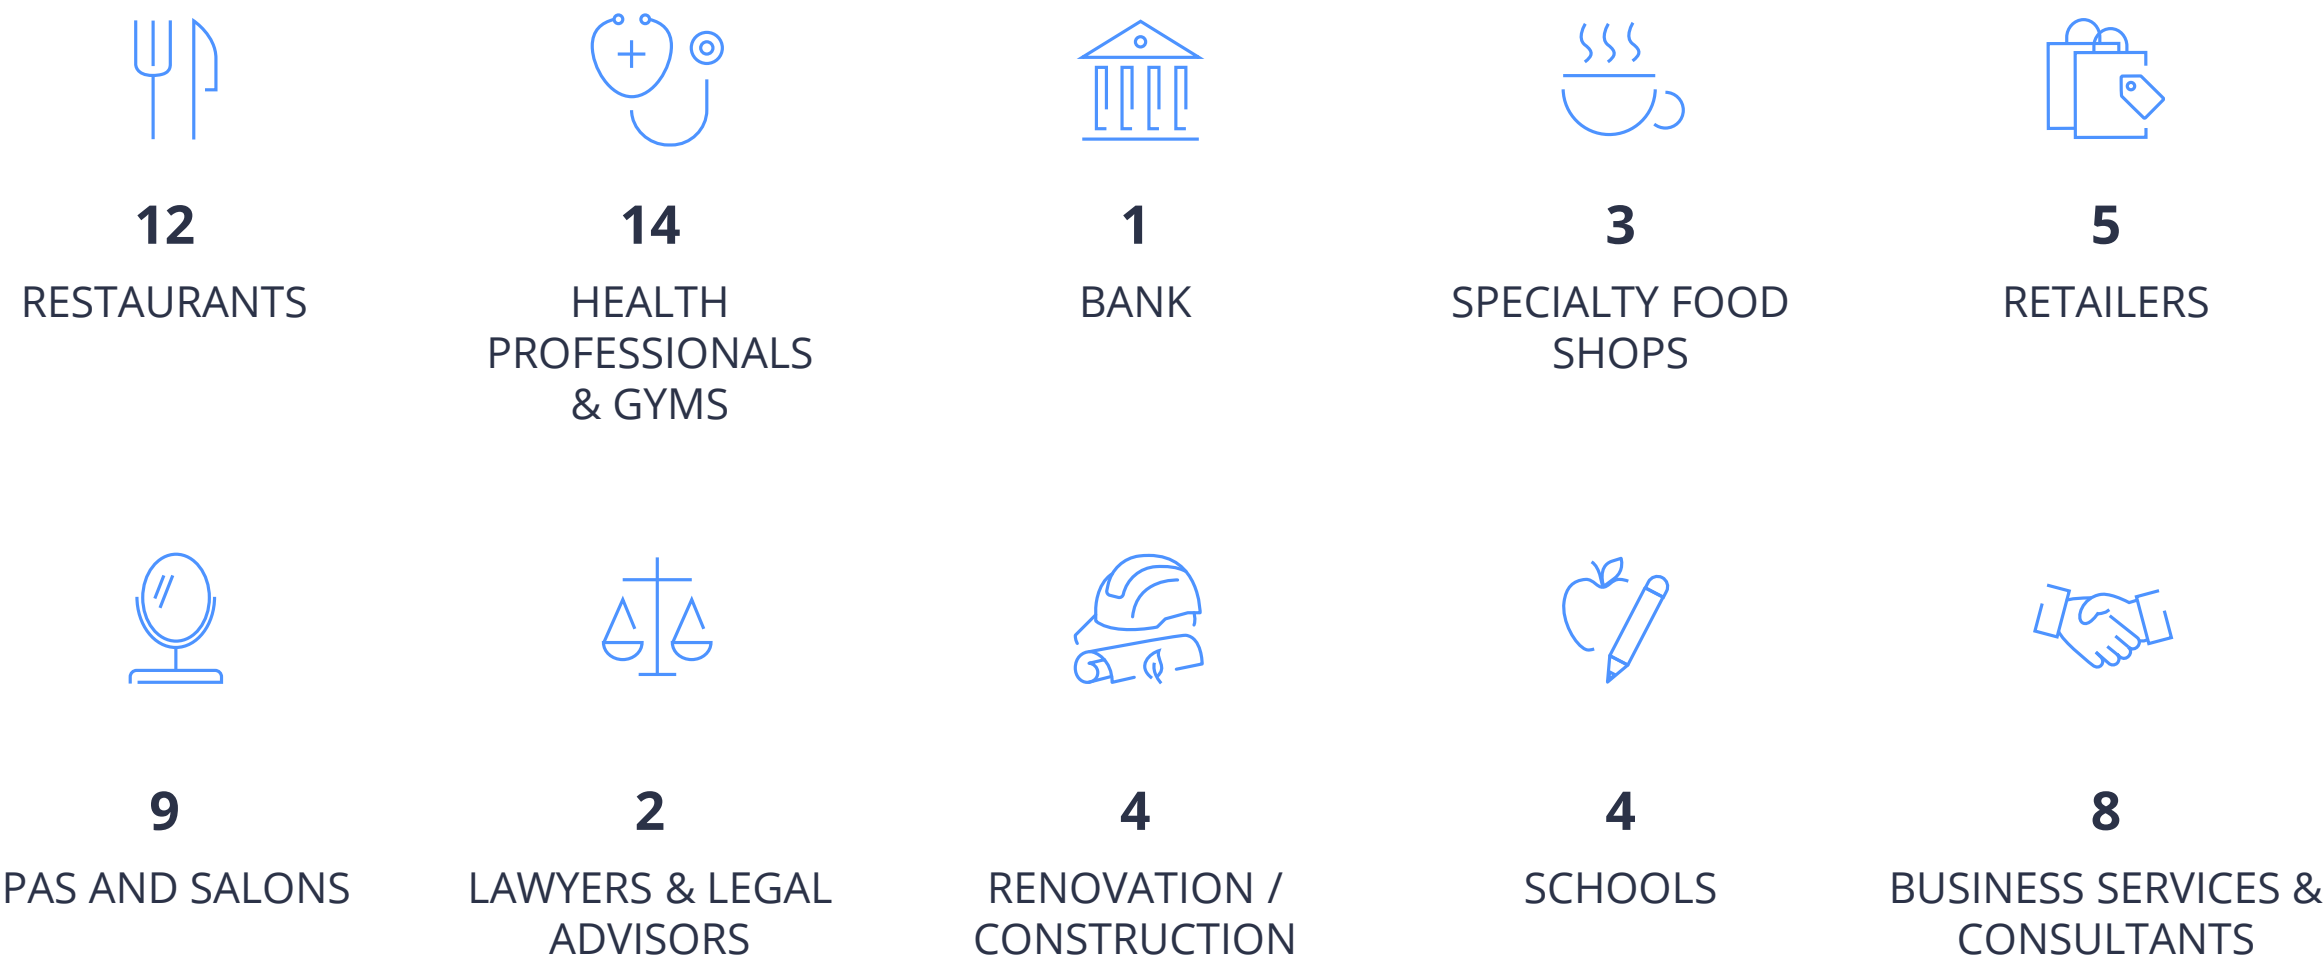 12
RESTAURANTS
14
HEALTH
PROFESSIONALS
& GYMS
1
BANK
3
SPECIALTY FOOD
SHOPS
5
RETAILERS
9
PAS AND SALONS
2
LAWYERS & LEGAL
ADVISORS
4
RENOVATION /
CONSTRUCTION
4
SCHOOLS
8
BUSINESS SERVICES &
CONSULTANTS